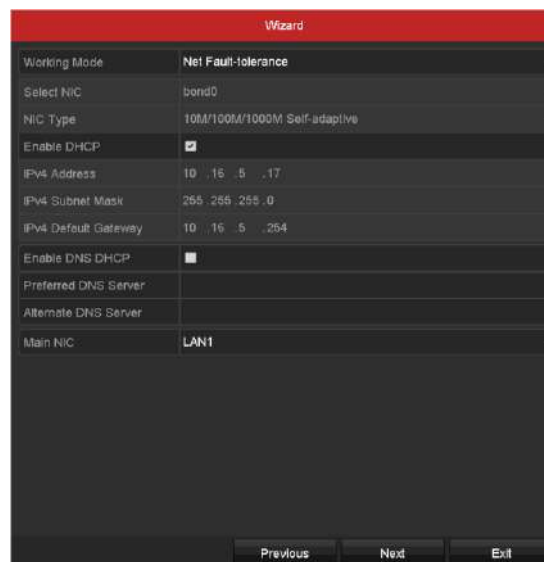 Wizard
Working Mode Net Fault-tolerance
Select NIC bond0
NIC Type 10M/100M/1000M Self-adaptive
Enable DHCP
IPv4 Address 10 .16 .5 .17
IPv4 Subnet Mask 255.255.255.0
IPv4 Default Gateway 10 .16 .5 .254
Enable DNS DHCP
Preferred DNS Server
Alternate DNS Server
Main NIC LAN1
Previous Next Exit